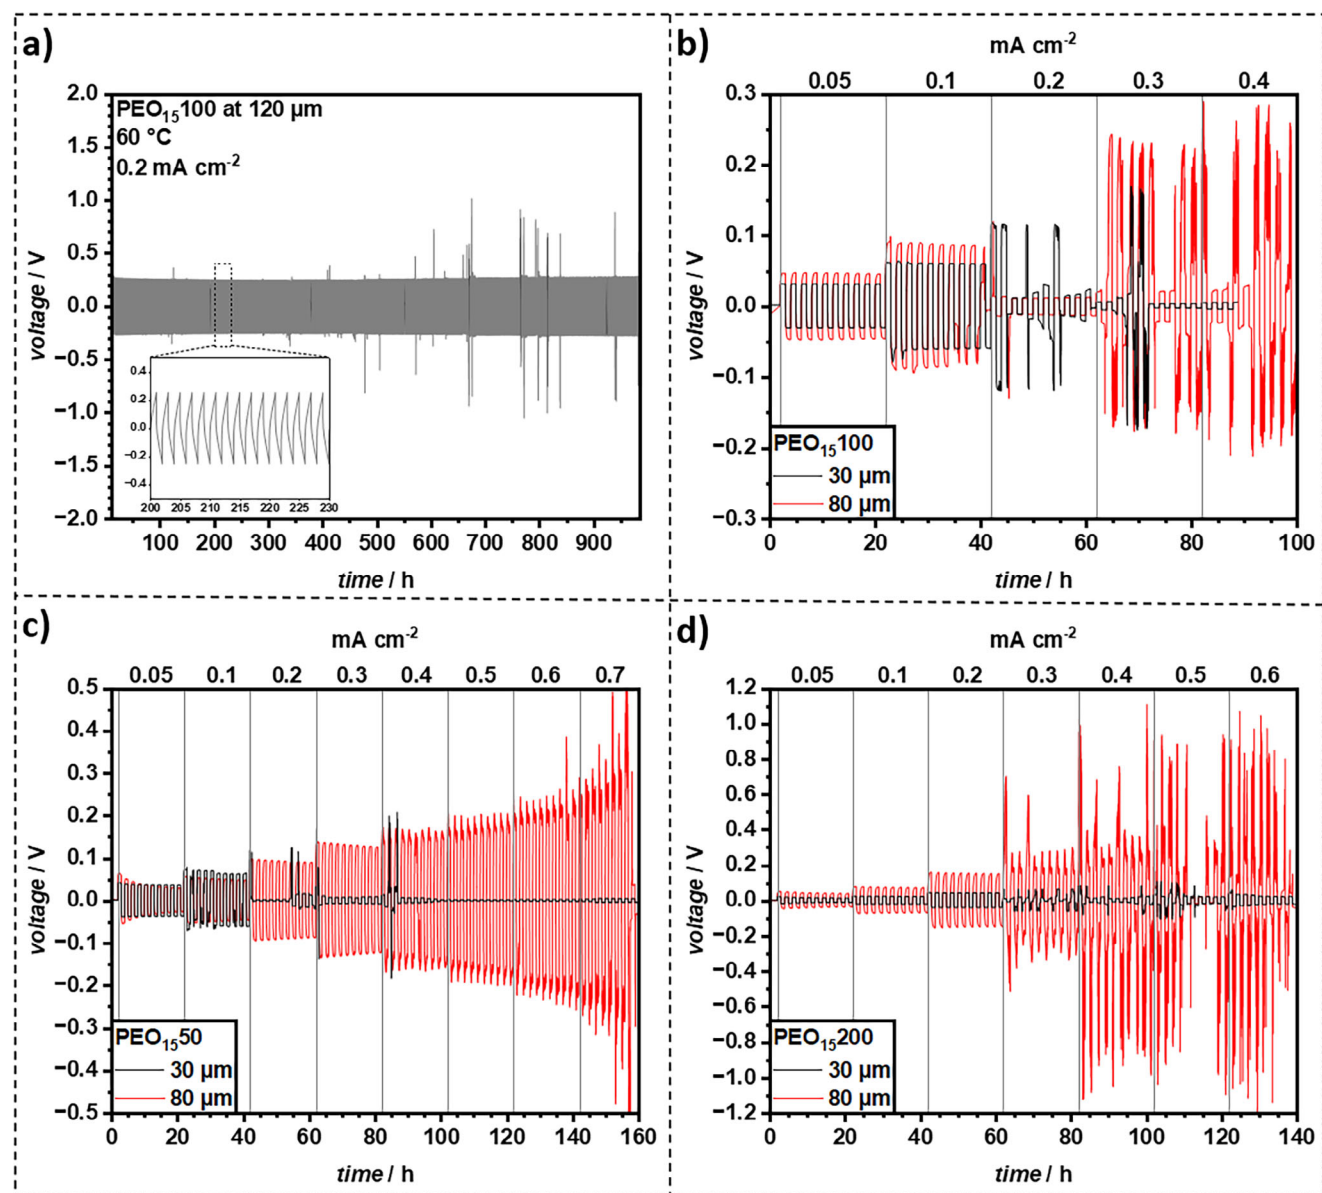 a)
PEO₁₅100 at 120 µm
60 °C
0.2 mA cm⁻²
voltage / V
2.0
1.5
1.0
0.5
0.0
−0.5
−1.0
−1.5
−2.0
0.4
0.2
0.0
−0.2
−0.4
200 205 210 215 220 225 230
100 200 300 400 500 600 700 800 900
time / h
b)
mA cm⁻²
0.05 0.1 0.2 0.3 0.4
voltage / V
0.3
0.2
0.1
0.0
−0.1
−0.2
−0.3
PEO₁₅100
30 µm
80 µm
0 20 40 60 80 100
time / h
c)
mA cm⁻²
0.05 0.1 0.2 0.3 0.4 0.5 0.6 0.7
voltage / V
0.5
0.4
0.3
0.2
0.1
0.0
−0.1
−0.2
−0.3
−0.4
−0.5
PEO₁₅50
30 µm
80 µm
0 20 40 60 80 100 120 140 160
time / h
d)
mA cm⁻²
0.05 0.1 0.2 0.3 0.4 0.5 0.6
voltage / V
1.2
1.0
0.8
0.6
0.4
0.2
0.0
−0.2
−0.4
−0.6
−0.8
−1.0
−1.2
PEO₁₅200
30 µm
80 µm
0 20 40 60 80 100 120 140
time / h